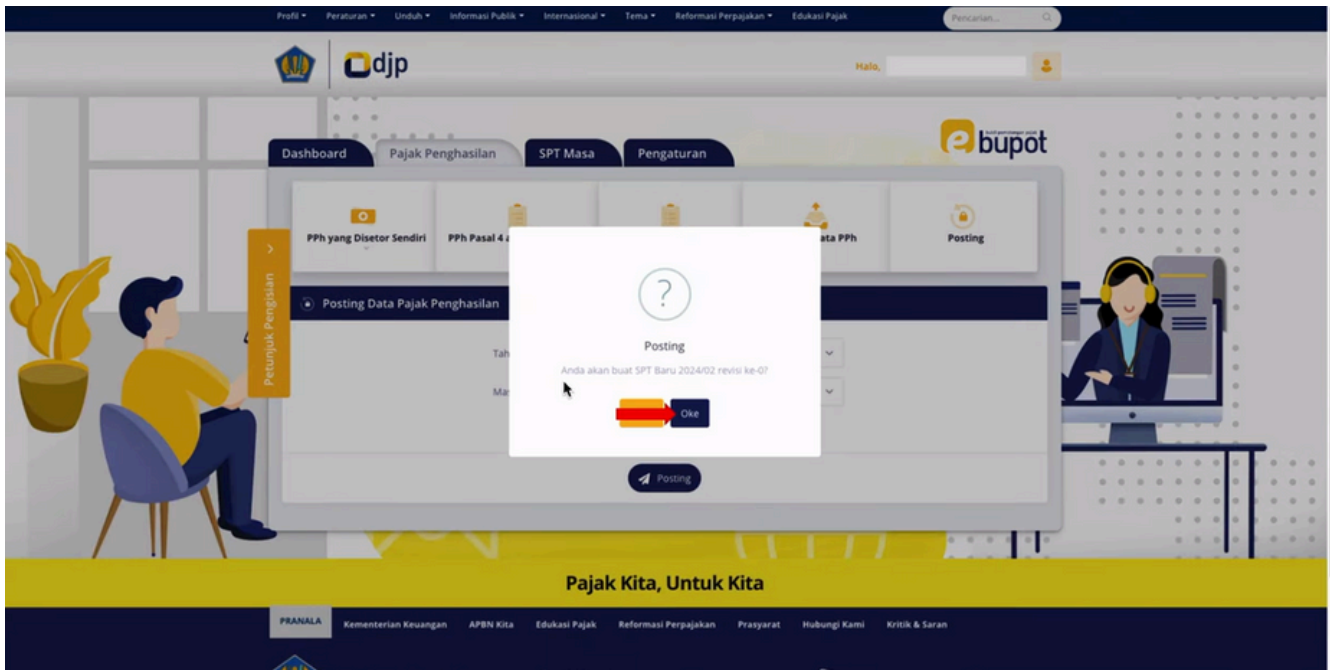 Profil Peraturan Unduh Informasi Publik Internasional Tema Reformasi Perpajakan Edukasi Pajak Pencarian...
djp
Halo,
e bupot
Dashboard Pajak Penghasilan SPT Masa Pengaturan
PPh yang Disetor Sendiri PPh Pasal 4 a ata PPh Posting
Petunjuk Pengisian
Posting Data Pajak Penghasilan
Tah
Mas
Posting
Anda akan buat SPT Baru 2024/02 revisi ke-0?
Oke
Posting
Pajak Kita, Untuk Kita
PRANALA Kementerian Keuangan APBN Kita Edukasi Pajak Reformasi Perpajakan Prasyarat Hubungi Kami Kritik & Saran